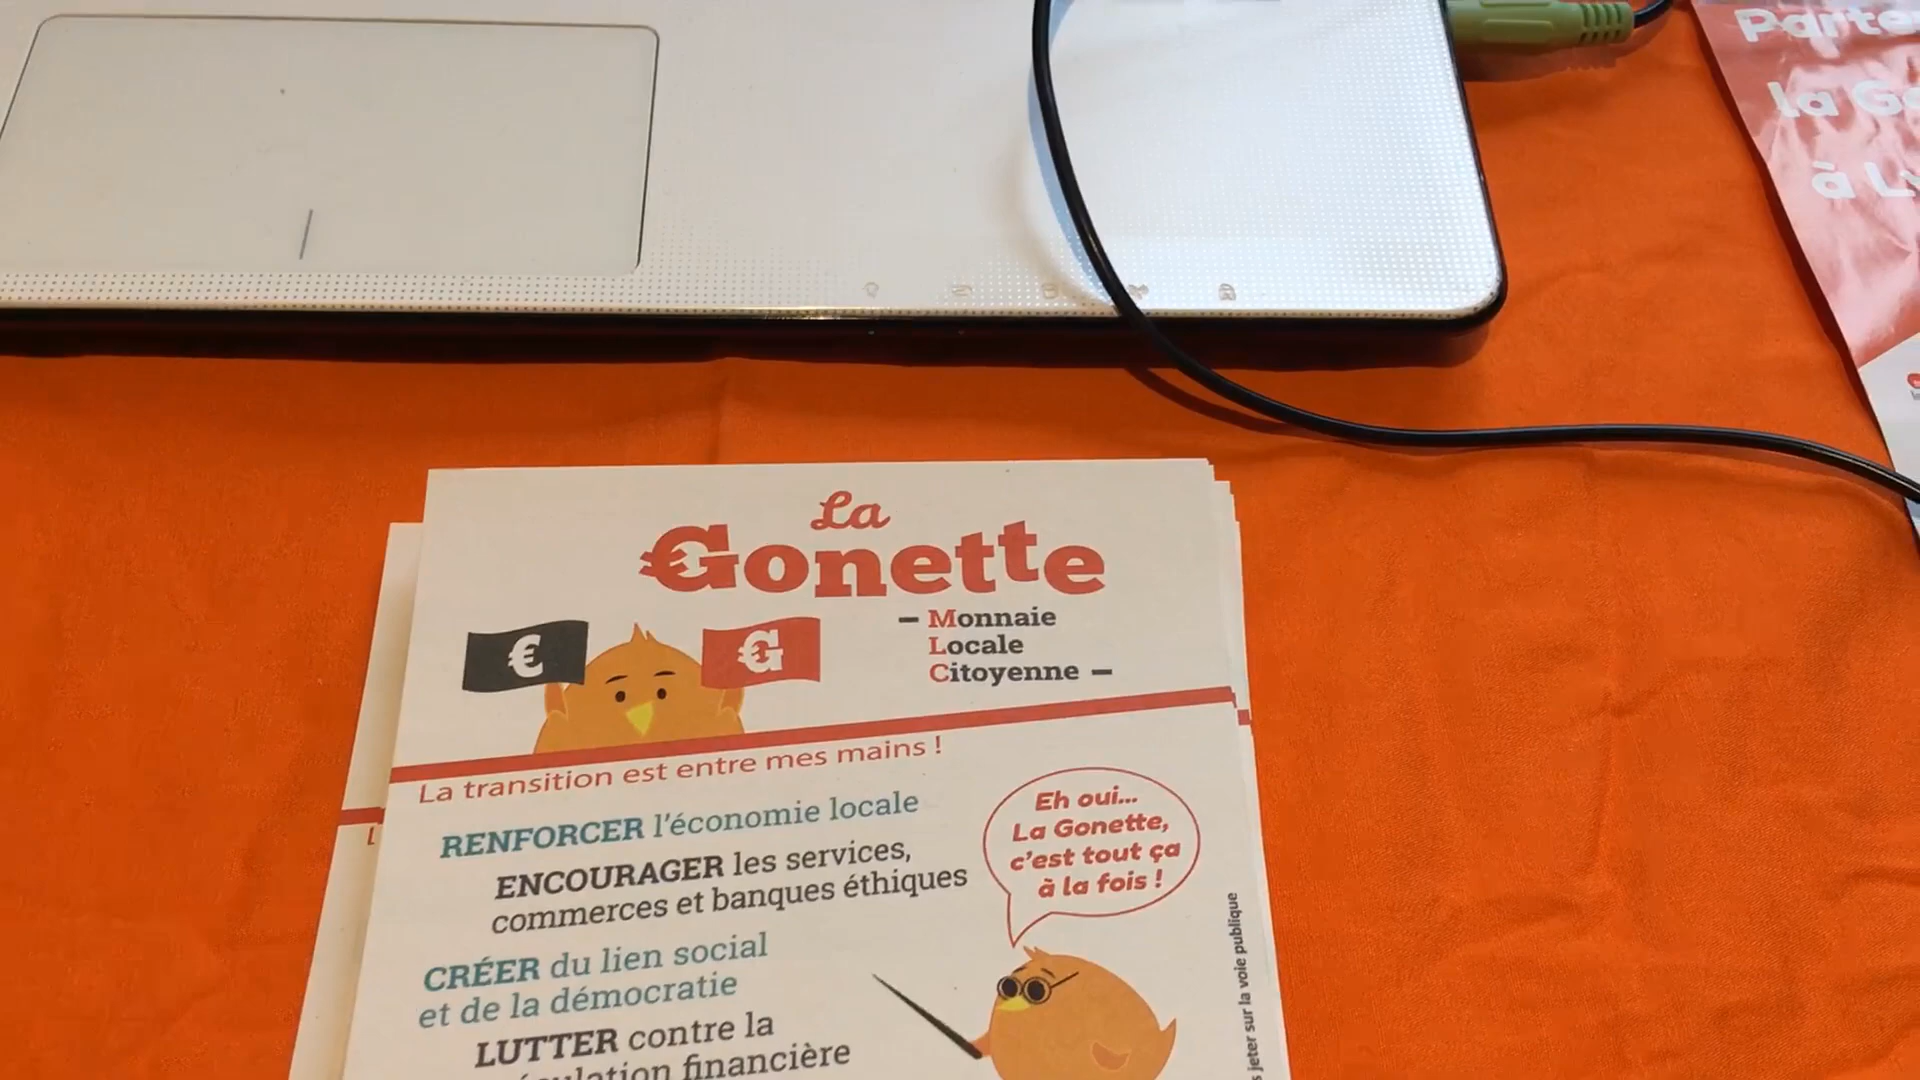 la
à
La
Gonette
— Monnaie
Locale
Citoyenne —
€
G
La transition est entre mes mains !
RENFORCER l'économie locale
ENCOURAGER les services,
commerces et banques éthiques
CRÉER du lien social
et de la démocratie
LUTTER contre la
financière
Eh oui...
La Gonette,
c'est tout ça
à la fois !
jeter sur la voie publique